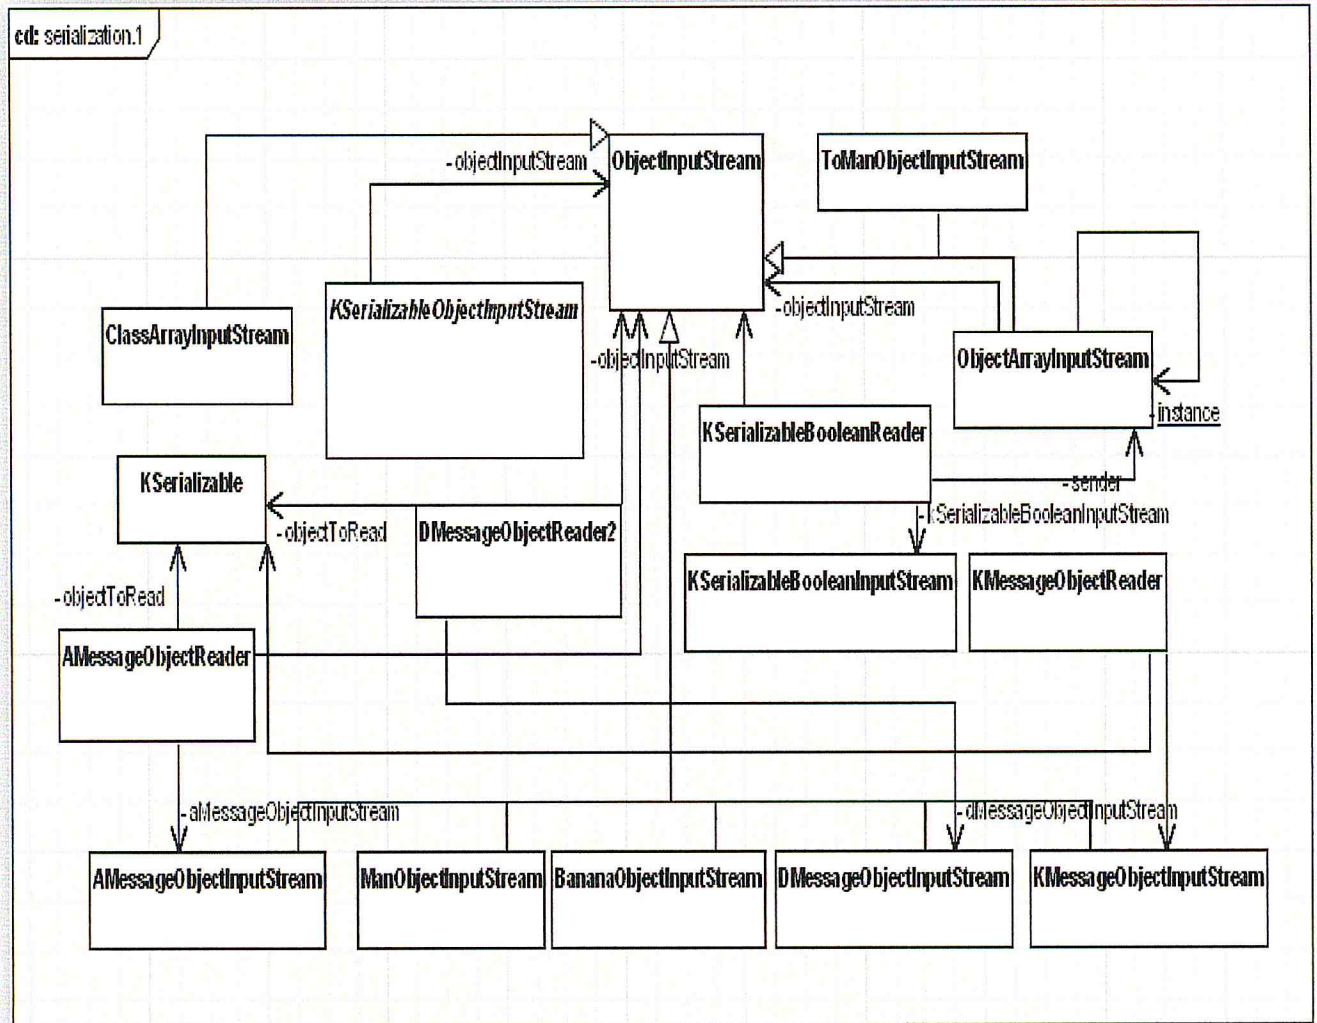 cd: serialization.1
- objectInputStream
ObjectInputStream
ToManObjectInputStream
- objectInputStream
KSerializableObjectInputStream
ClassArrayInputStream
- objectInputStream
ObjectArrayInputStream
- instance
KSerializableBooleanReader
KSerializable
- sender
- kSerializableBooleanInputStream
- objectToRead
DMessageObjectReader2
KSerializableBooleanInputStream
KMessageObjectReader
- objectToRead
AMessageObjectReader
- aMessageObjectInputStream
- dMessageObjectInputStream
AMessageObjectInputStream
ManObjectInputStream
BananaObjectInputStream
DMessageObjectInputStream
KMessageObjectInputStream